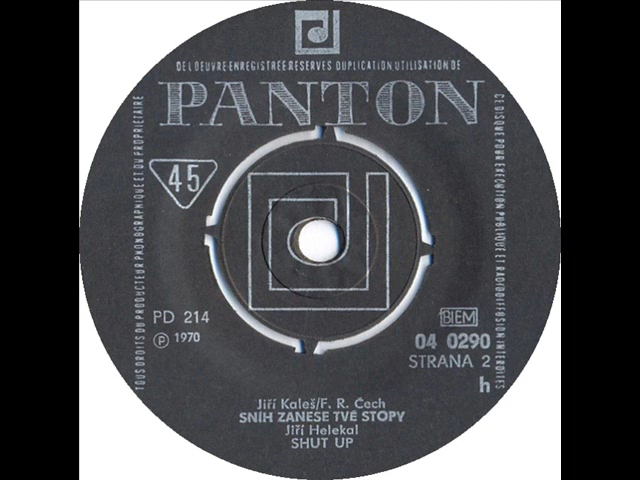 DE L'OEUVRE ENREGISTREE RESERVES DUPLICATION UTILISATION DE
PANTON
TOUS DROITS DU PRODUCTEUR PHONOGRAPHIQUE ET DU PROPRIETAIRE
CE DISQUE POUR EXECUTION PUBLIQUE ET RADIODIFFUSION INTERDITES
45
PD 214
℗ 1970
BIEM
04 0290
STRANA 2
h
Jiří Kaleš/F. R. Čech
SNÍH ZANESE TVÉ STOPY
Jiří Helekal
SHUT UP